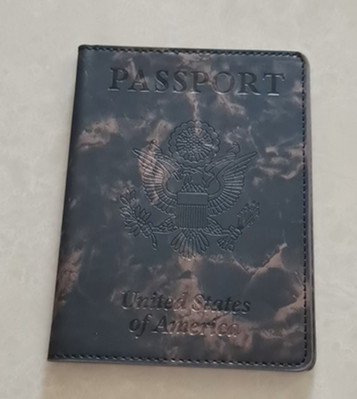 PASSPORT
United States
of America